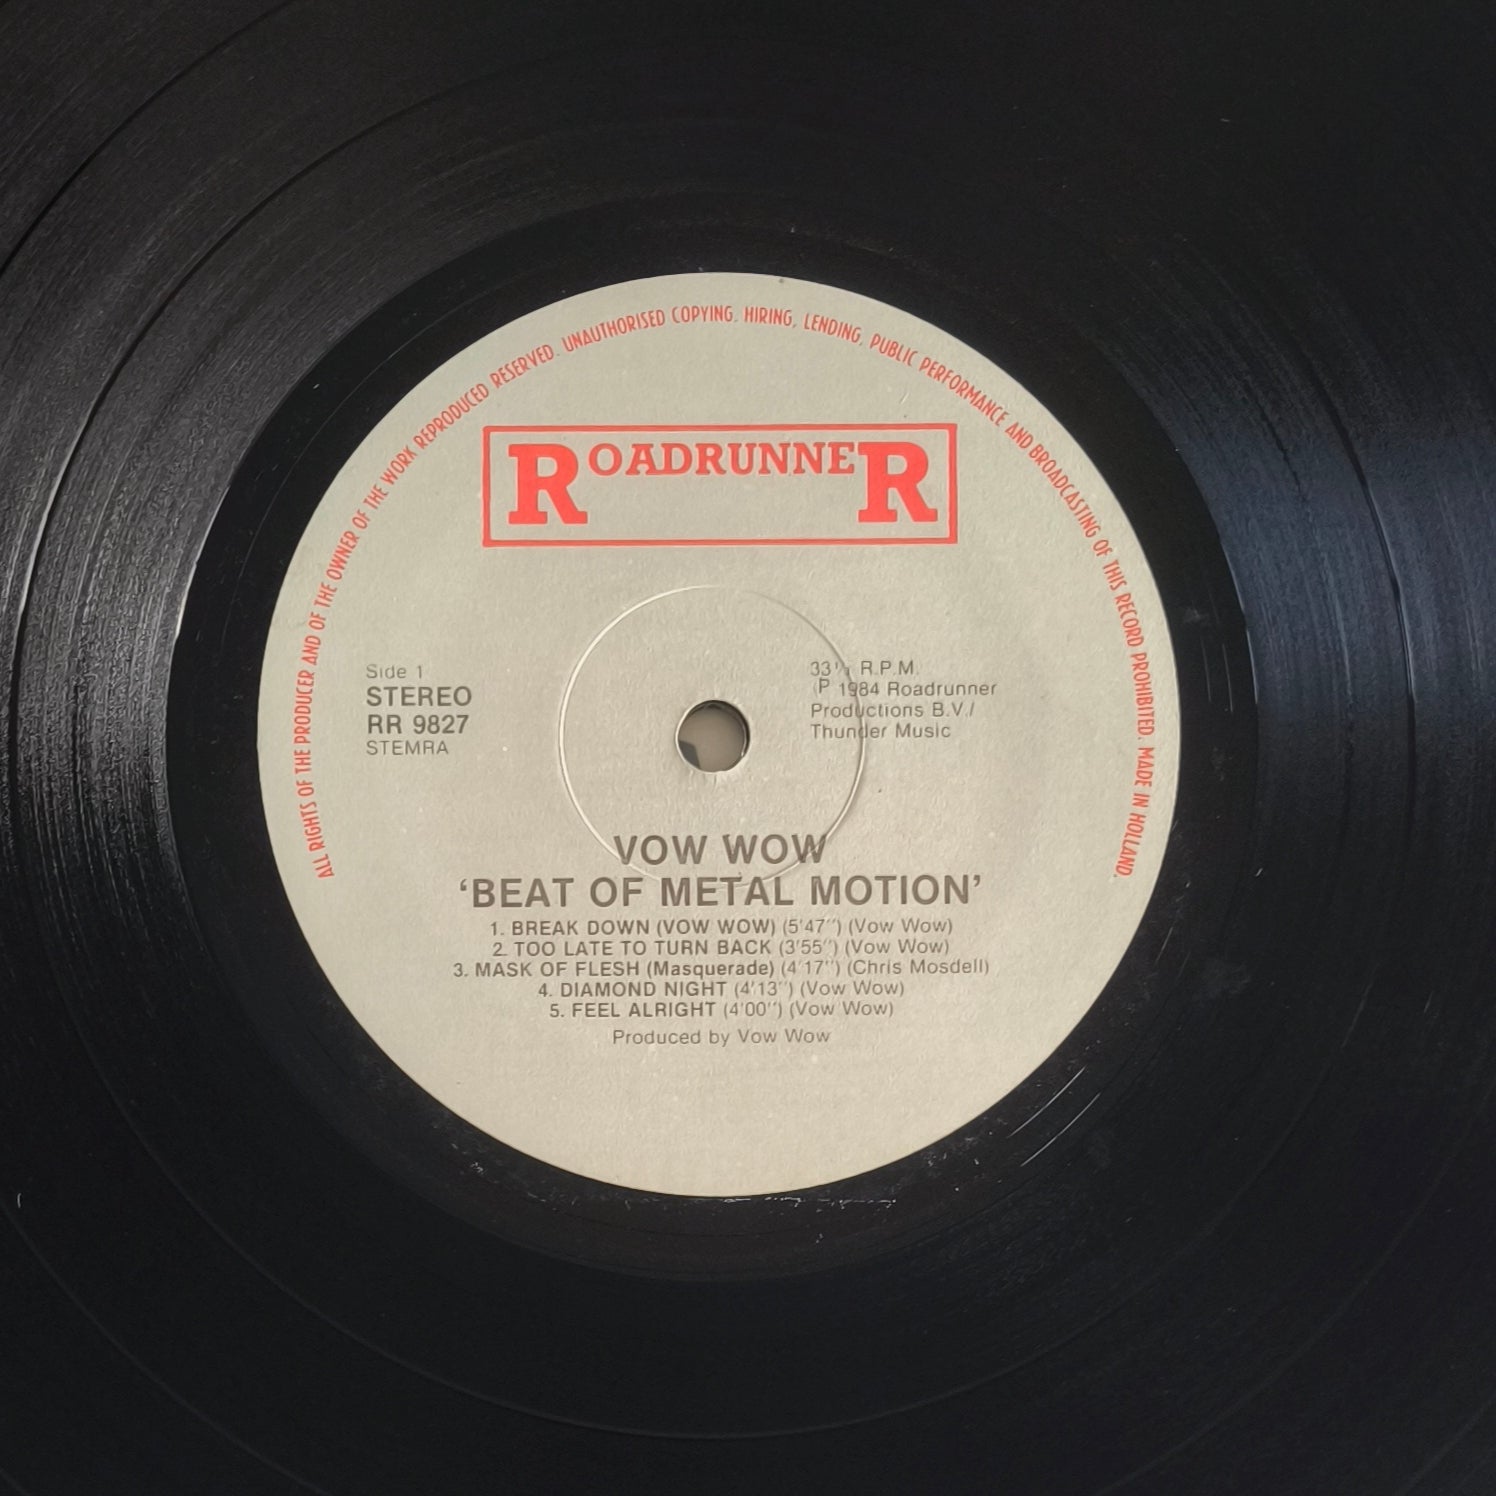 ALL RIGHTS OF THE PRODUCER AND OF THE OWNER OF THE WORK REPRODUCED RESERVED. UNAUTHORISED COPYING. HIRING, LENDING, PUBLIC PERFORMANCE AND BROADCASTING OF THIS RECORD PROHIBITED. MADE IN HOLLAND.
ROADRUNNER
Side 1
STEREO
RR 9827
STEMRA
33⅓ R.P.M.
℗ 1984 Roadrunner
Productions B.V./
Thunder Music
VOW WOW
‘BEAT OF METAL MOTION’
1. BREAK DOWN (VOW WOW) (5'47'') (Vow Wow)
2. TOO LATE TO TURN BACK (3'55'') (Vow Wow)
3. MASK OF FLESH (Masquerade) (4'17'') (Chris Mosdell)
4. DIAMOND NIGHT (4'13'') (Vow Wow)
5. FEEL ALRIGHT (4'00'') (Vow Wow)
Produced by Vow Wow